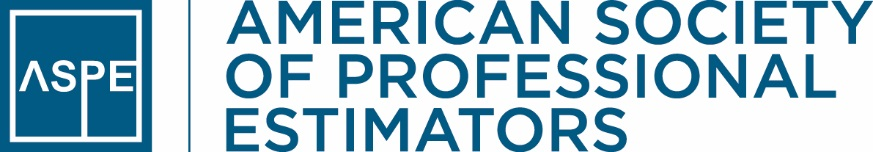 ASPE
AMERICAN SOCIETY
OF PROFESSIONAL
ESTIMATORS